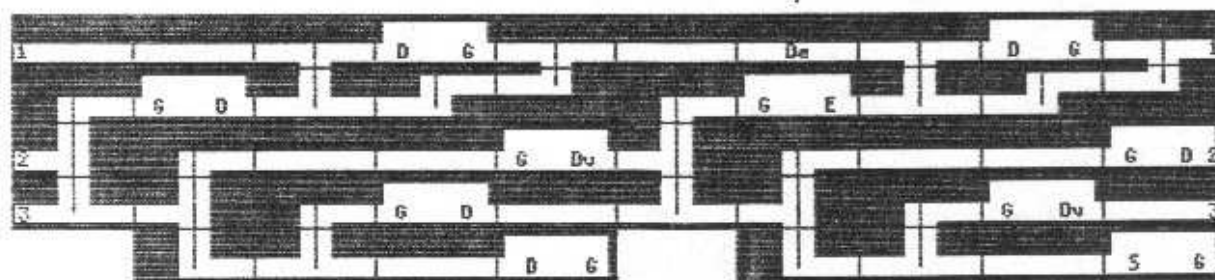 1 D G De D G 1
G D G E
2 G Dv G D 2
3 G D G Dv 3
D G S G